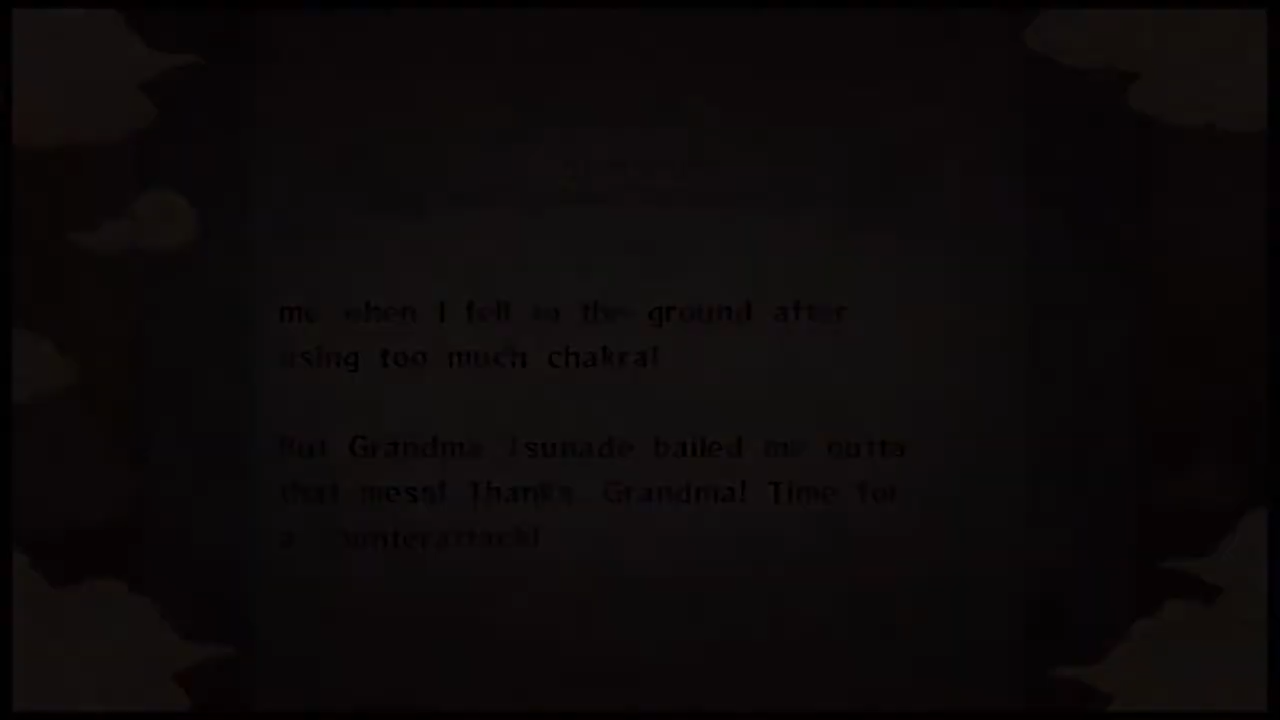 me when I fell to the ground after
using too much chakra!
But Grandma Tsunade bailed me outta
that mess! Thanks, Grandma! Time for
a counterattack!